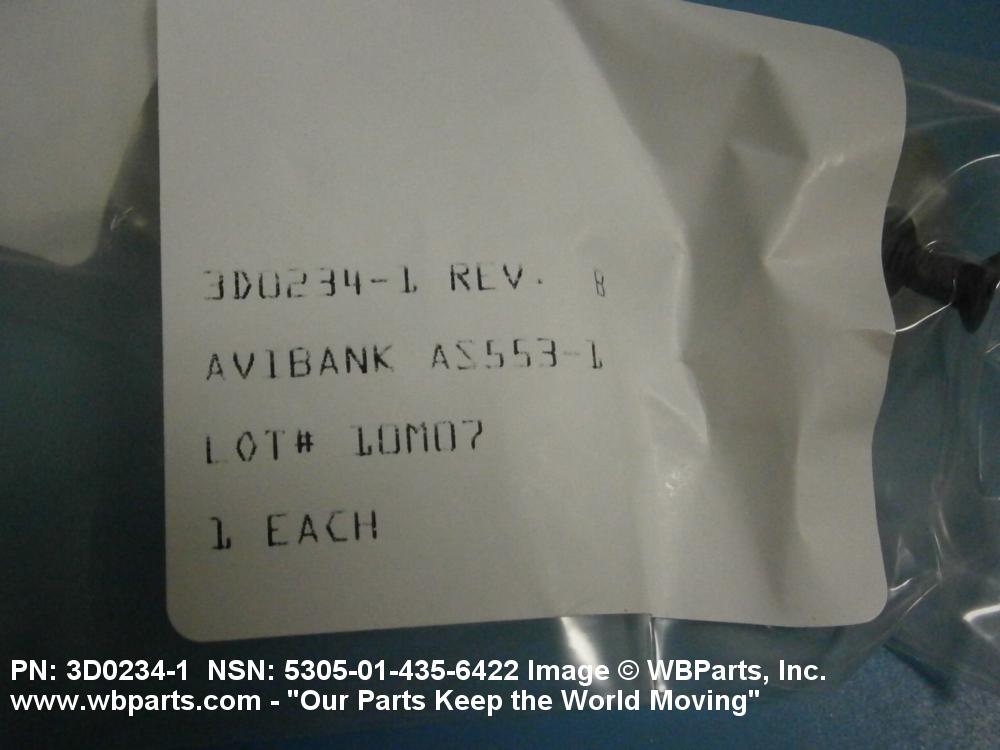 3D0234-1 REV. B
AVIBANK AS553-1
LOT# 10M07
1 EACH
PN: 3D0234-1 NSN: 5305-01-435-6422 Image © WBParts, Inc.
www.wbparts.com - "Our Parts Keep the World Moving"